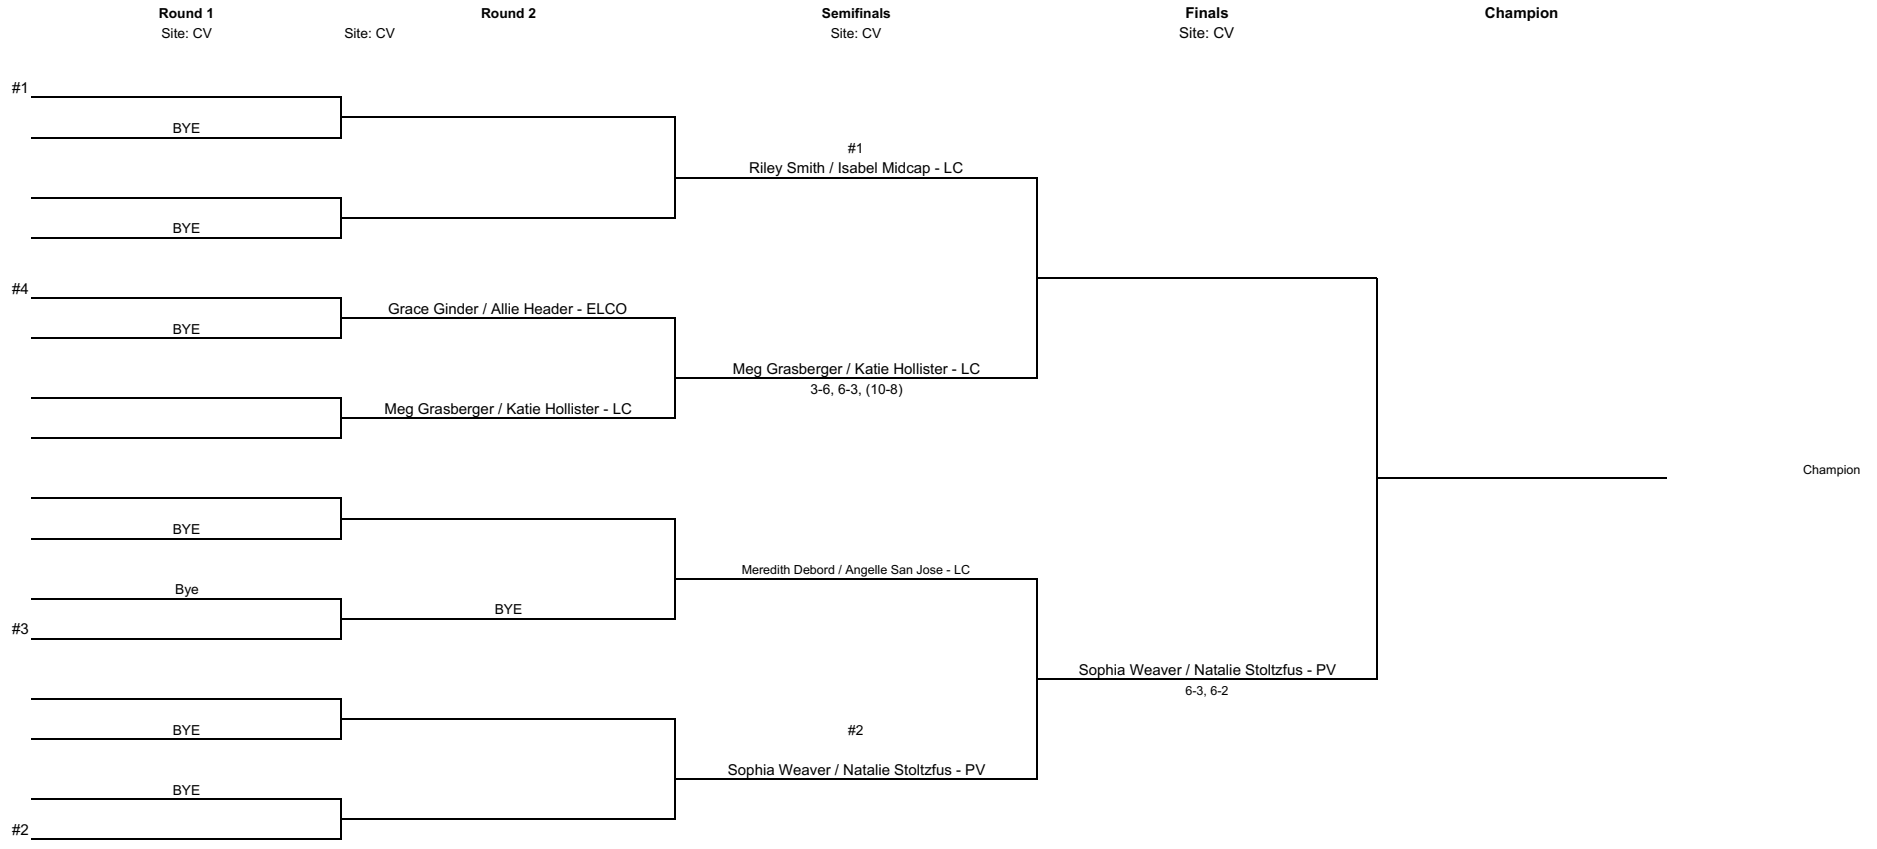 Round 1
Round 2
Semifinals
Finals
Champion
Site: CV
Site: CV
Site: CV
Site: CV
#1
BYE
#1
Riley Smith / Isabel Midcap - LC
BYE
#4
Grace Ginder / Allie Header - ELCO
BYE
Meg Grasberger / Katie Hollister - LC
3-6, 6-3, (10-8)
Meg Grasberger / Katie Hollister - LC
Champion
BYE
Meredith Debord / Angelle San Jose - LC
Bye
BYE
#3
Sophia Weaver / Natalie Stoltzfus - PV
6-3, 6-2
BYE
#2
Sophia Weaver / Natalie Stoltzfus - PV
BYE
#2